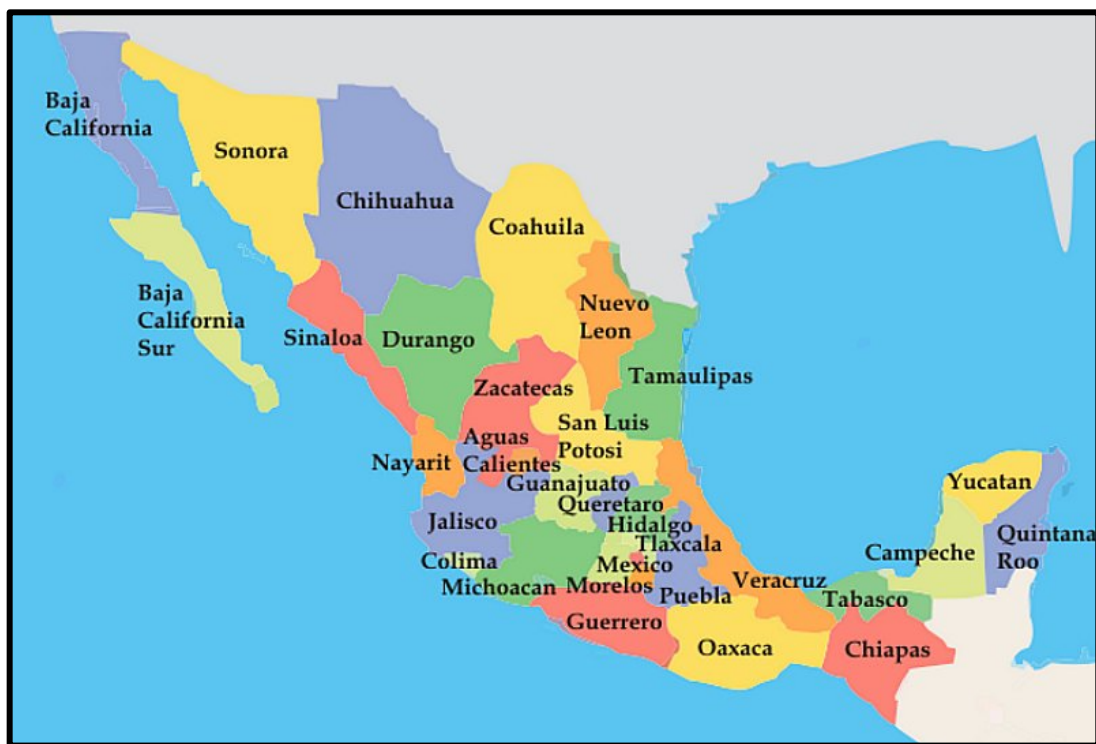 Baja
California
Sonora
Chihuahua
Coahuila
Baja
California
Sur
Sinaloa
Durango
Nuevo
Leon
Tamaulipas
Zacatecas
San Luis
Potosi
Nayarit
Aguas
Calientes
Guanajuato
Queretaro
Jalisco
Hidalgo
Tlaxcala
Colima
Mexico
Michoacan
Morelos
Puebla
Veracruz
Guerrero
Oaxaca
Yucatan
Quintana
Roo
Campeche
Tabasco
Chiapas